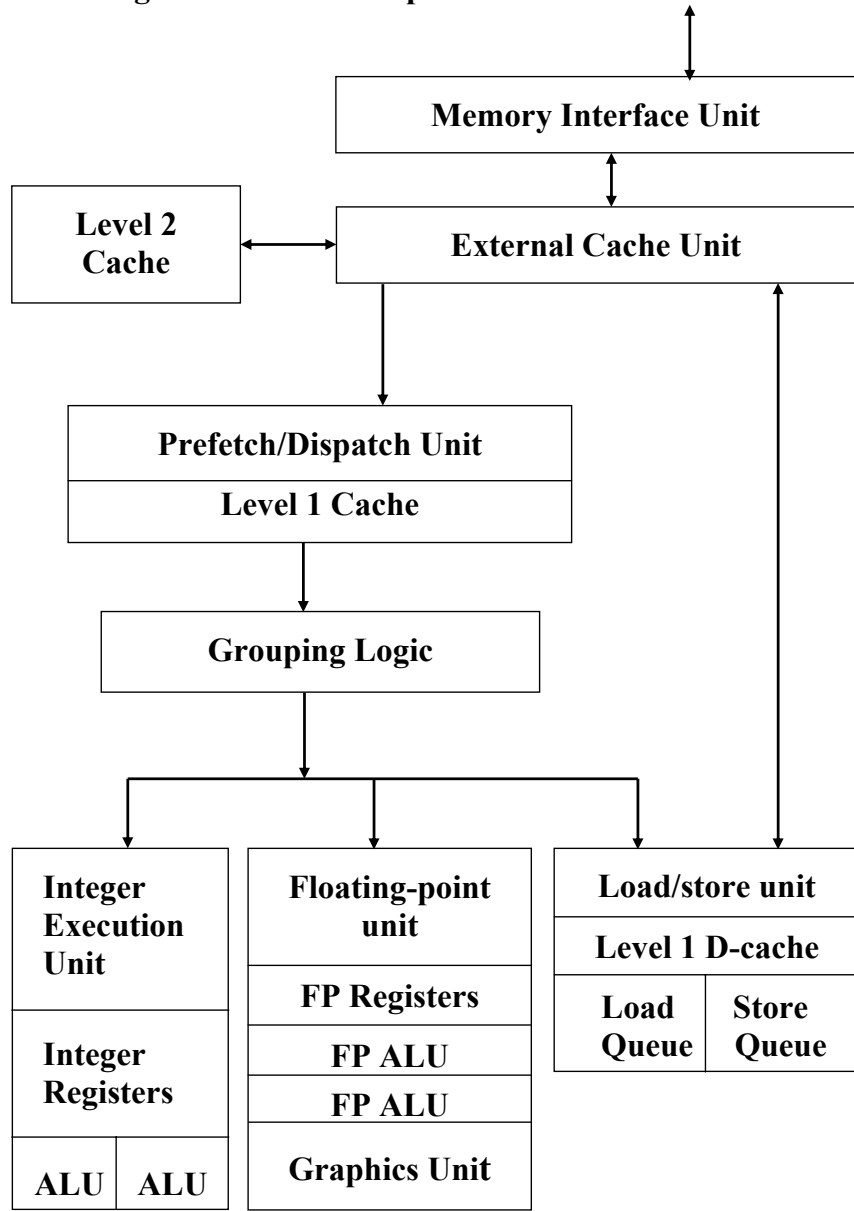 Memory Interface Unit
Level 2
Cache
External Cache Unit
Prefetch/Dispatch Unit
Level 1 Cache
Grouping Logic
Integer
Execution
Unit
Integer
Registers
ALU
ALU
Floating-point
unit
FP Registers
FP ALU
FP ALU
Graphics Unit
Load/store unit
Level 1 D-cache
Load
Queue
Store
Queue